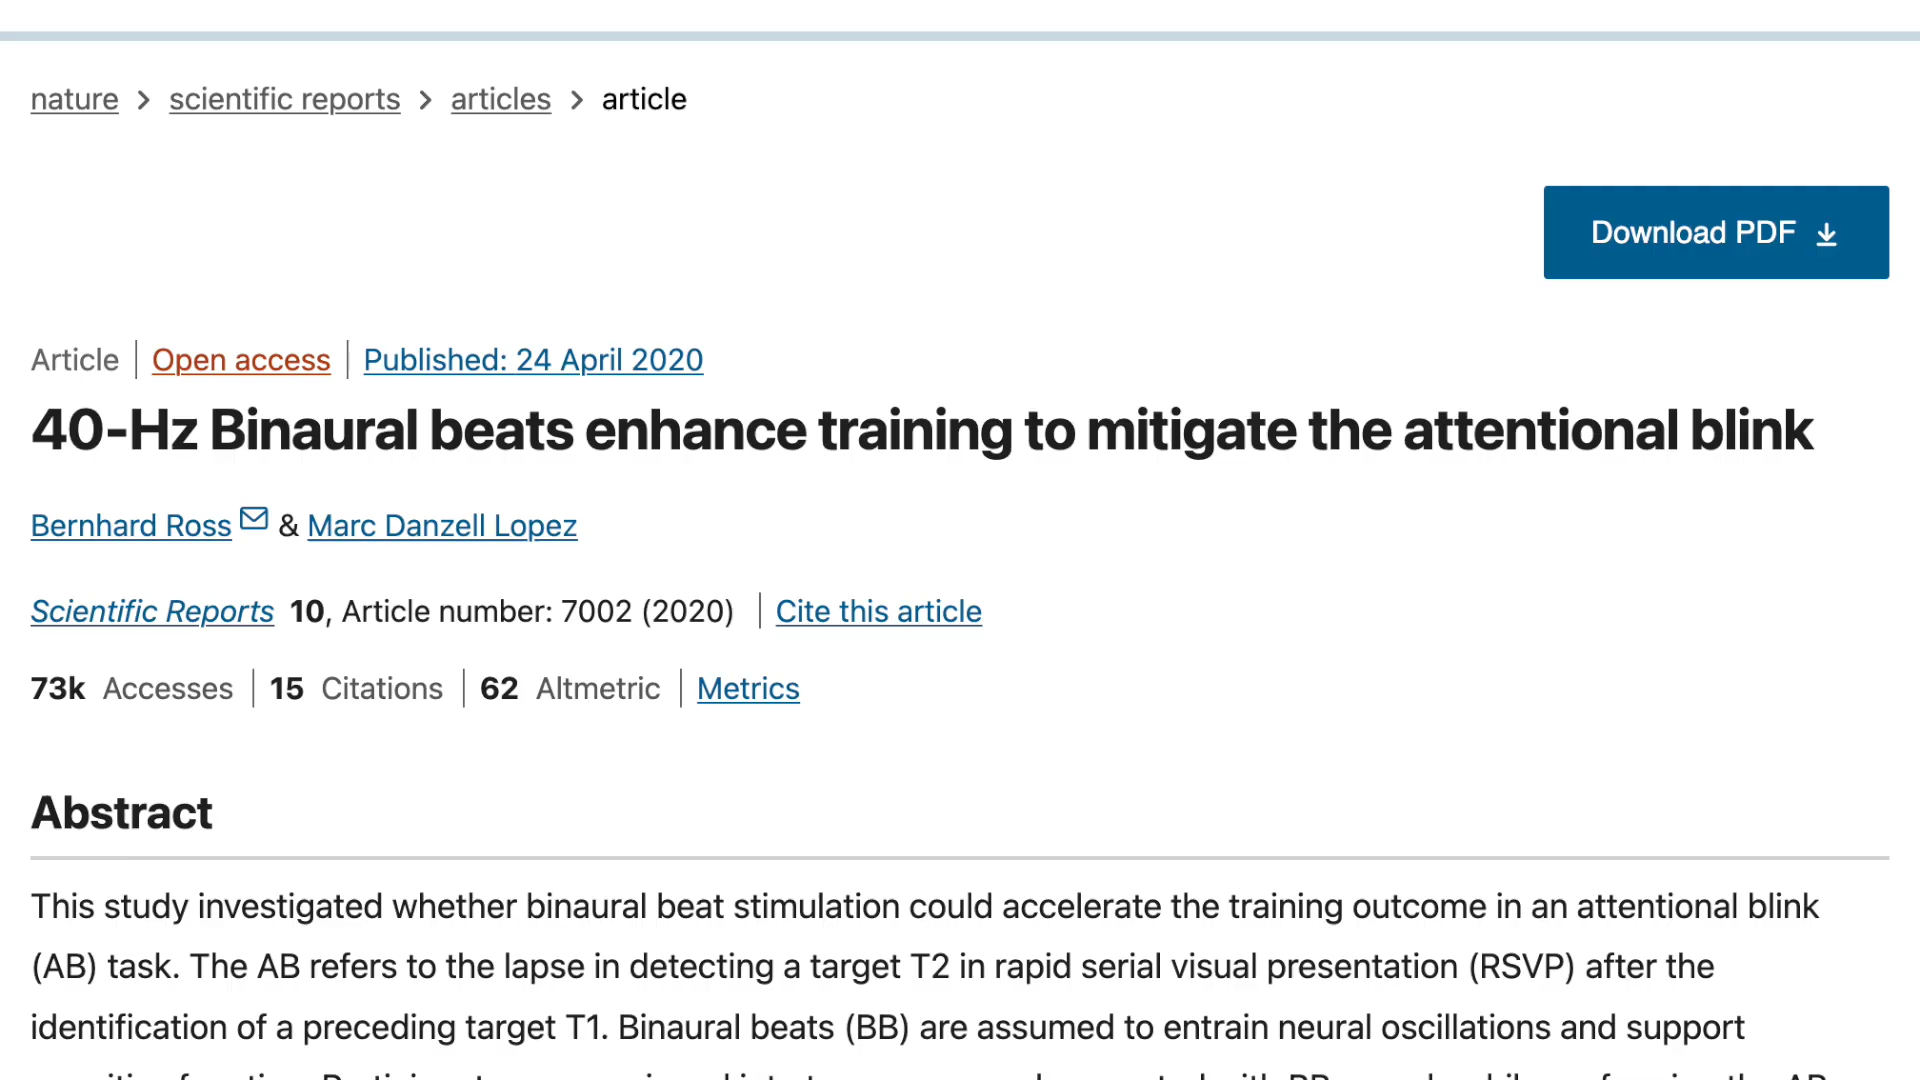 nature > scientific reports > articles > article
Download PDF
Article | Open access | Published: 24 April 2020
40-Hz Binaural beats enhance training to mitigate the attentional blink
Bernhard Ross & Marc Danzell Lopez
Scientific Reports 10, Article number: 7002 (2020) | Cite this article
73k Accesses | 15 Citations | 62 Altmetric | Metrics
Abstract
This study investigated whether binaural beat stimulation could accelerate the training outcome in an attentional blink
(AB) task. The AB refers to the lapse in detecting a target T2 in rapid serial visual presentation (RSVP) after the
identification of a preceding target T1. Binaural beats (BB) are assumed to entrain neural oscillations and support